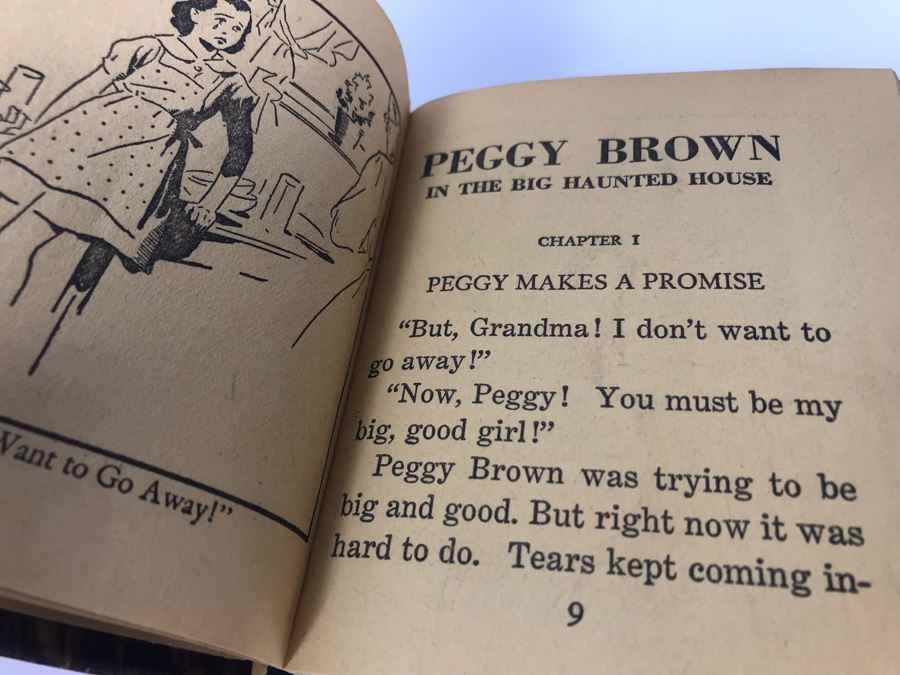 Want to Go Away!”
PEGGY BROWN
IN THE BIG HAUNTED HOUSE
CHAPTER I
PEGGY MAKES A PROMISE
“But, Grandma! I don’t want to
go away!”
“Now, Peggy! You must be my
big, good girl!”
Peggy Brown was trying to be
big and good. But right now it was
hard to do. Tears kept coming in-
9